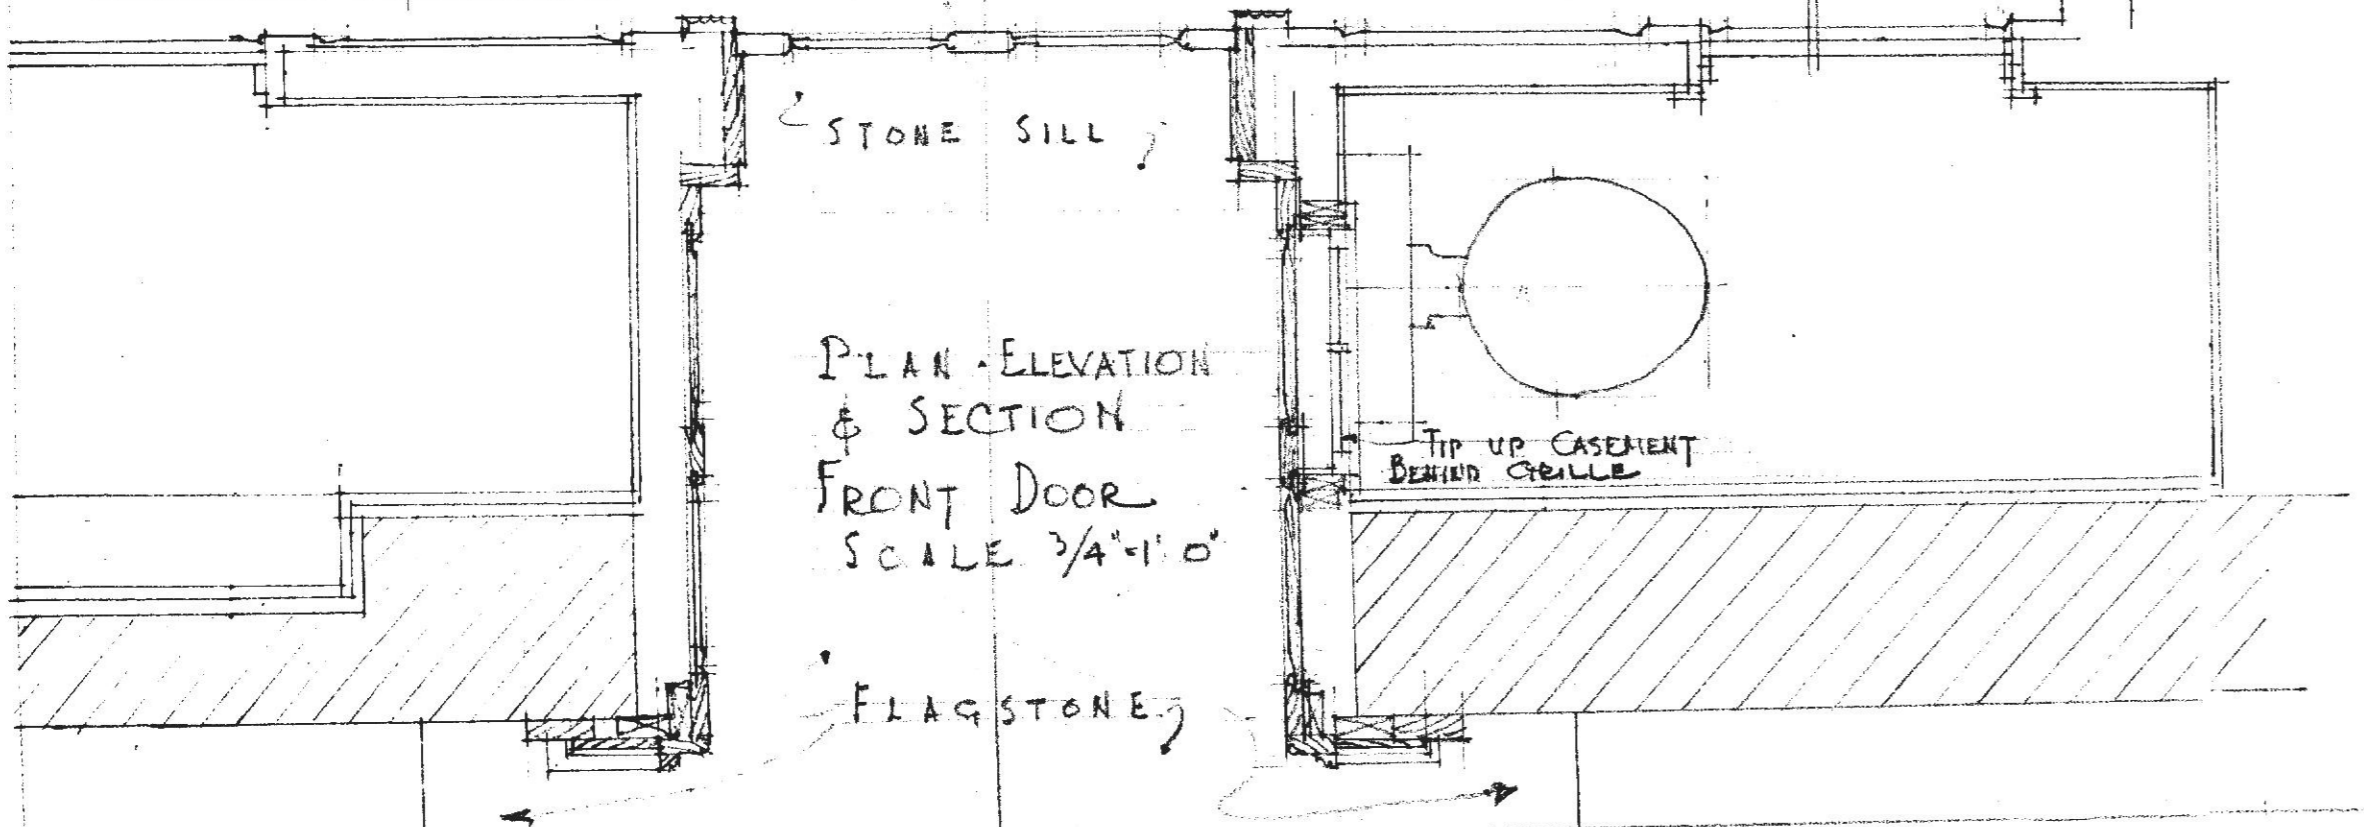 STONE SILL
PLAN · ELEVATION
& SECTION
FRONT DOOR
SCALE 3/4"=1' 0"
TIP UP CASEMENT
BEHIND GRILLE
FLAGSTONE